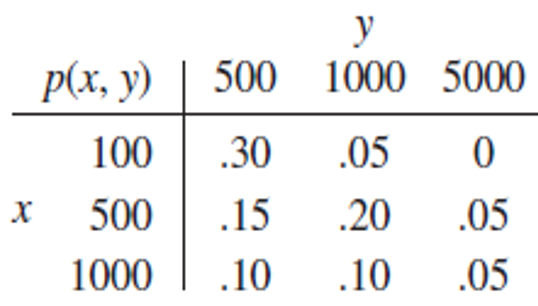 y
p(x, y) 500 1000 5000
100 .30 .05 0
x 500 .15 .20 .05
1000 .10 .10 .05